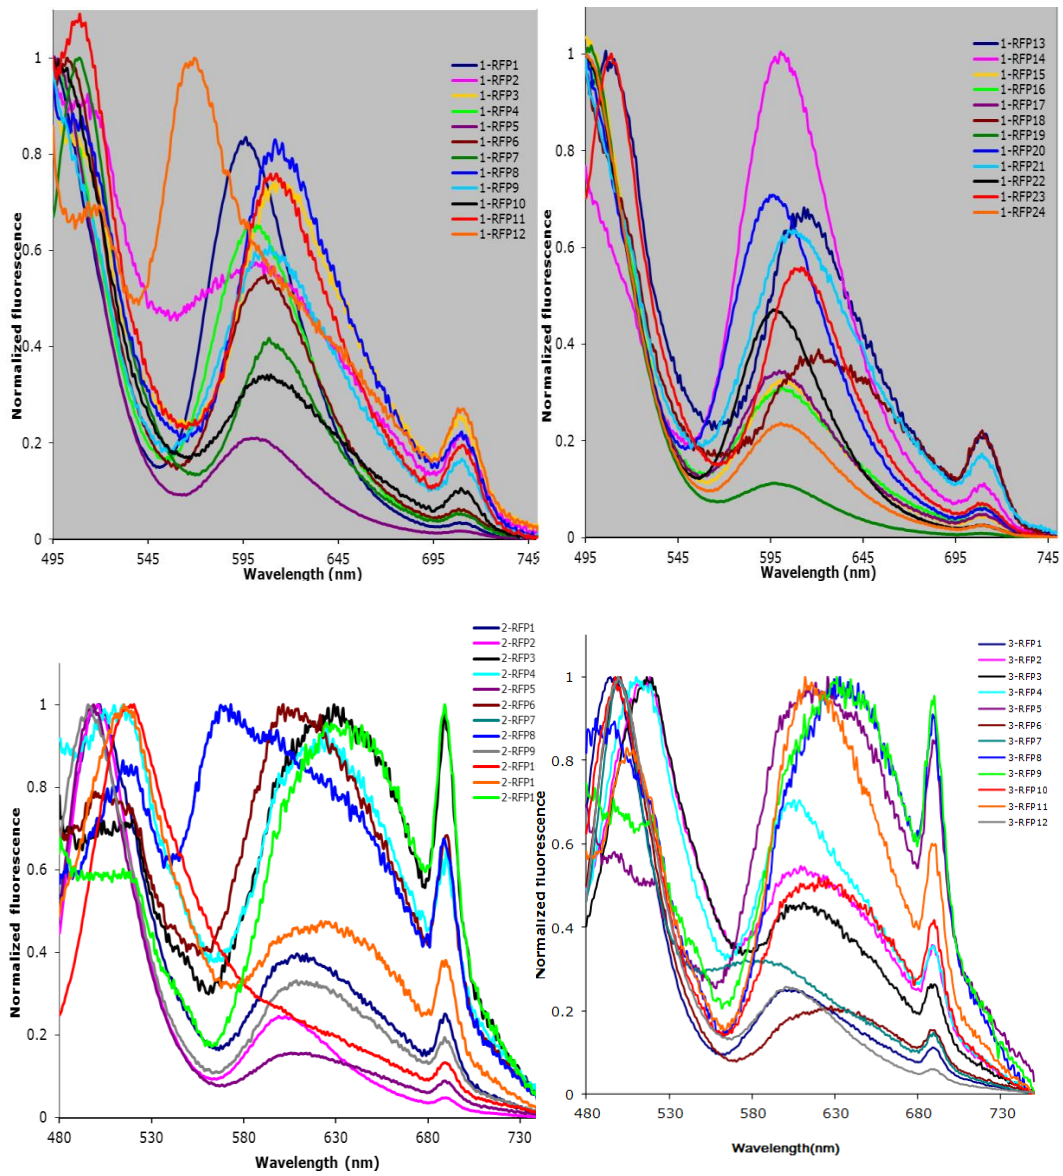 Normalized fluorescence
1
0.8
0.6
0.4
0.2
0
495
545
595
645
695
745
Wavelength (nm)
1-RFP1
1-RFP2
1-RFP3
1-RFP4
1-RFP5
1-RFP6
1-RFP7
1-RFP8
1-RFP9
1-RFP10
1-RFP11
1-RFP12
Normalized fluorescence
1
0.8
0.6
0.4
0.2
0
495
545
595
645
695
745
Wavelength (nm)
1-RFP13
1-RFP14
1-RFP15
1-RFP16
1-RFP17
1-RFP18
1-RFP19
1-RFP20
1-RFP21
1-RFP22
1-RFP23
1-RFP24
Normalized fluorescence
1
0.8
0.6
0.4
0.2
0
480
530
580
630
680
730
Wavelength (nm)
2-RFP1
2-RFP2
2-RFP3
2-RFP4
2-RFP5
2-RFP6
2-RFP7
2-RFP8
2-RFP9
2-RFP1
2-RFP1
2-RFP1
Normalized fluorescence
1
0.8
0.6
0.4
0.2
0
480
530
580
630
680
730
Wavelength(nm)
3-RFP1
3-RFP2
3-RFP3
3-RFP4
3-RFP5
3-RFP6
3-RFP7
3-RFP8
3-RFP9
3-RFP10
3-RFP11
3-RFP12